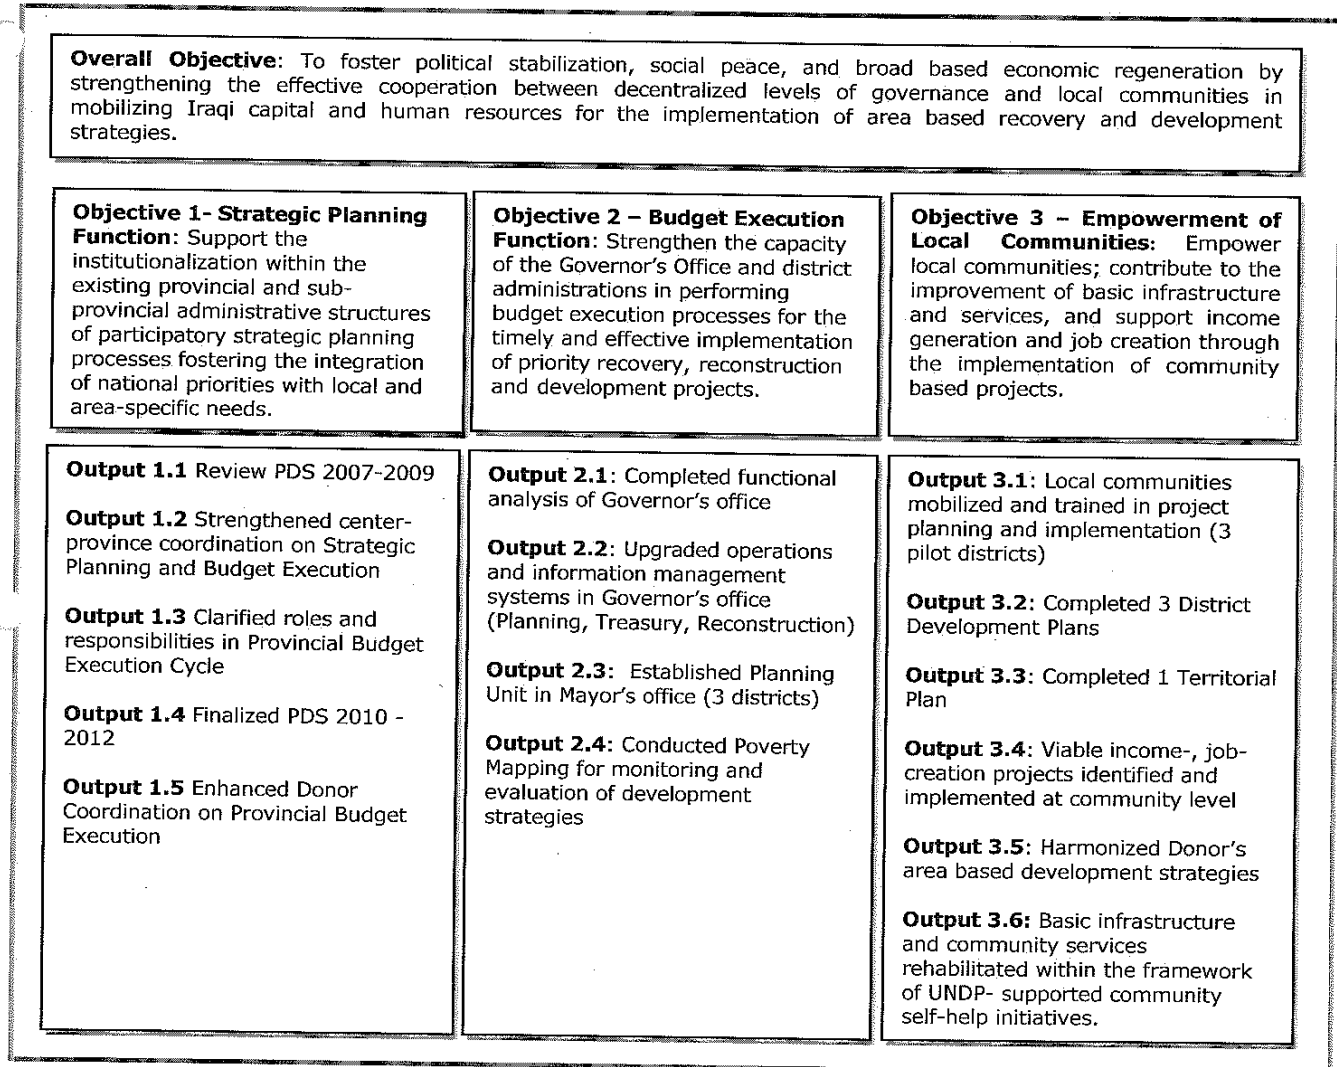 Overall Objective: To foster political stabilization, social peace, and broad based economic regeneration by
strengthening the effective cooperation between decentralized levels of governance and local communities in
mobilizing Iraqi capital and human resources for the implementation of area based recovery and development
strategies.
Objective 1- Strategic Planning
Function: Support the
institutionalization within the
existing provincial and sub-
provincial administrative structures
of participatory strategic planning
processes fostering the integration
of national priorities with local and
area-specific needs.
Output 1.1 Review PDS 2007-2009
Output 1.2 Strengthened center-
province coordination on Strategic
Planning and Budget Execution
Output 1.3 Clarified roles and
responsibilities in Provincial Budget
Execution Cycle
Output 1.4 Finalized PDS 2010 -
2012
Output 1.5 Enhanced Donor
Coordination on Provincial Budget
Execution
Objective 2 – Budget Execution
Function: Strengthen the capacity
of the Governor's Office and district
administrations in performing
budget execution processes for the
timely and effective implementation
of priority recovery, reconstruction
and development projects.
Output 2.1: Completed functional
analysis of Governor's office
Output 2.2: Upgraded operations
and information management
systems in Governor's office
(Planning, Treasury, Reconstruction)
Output 2.3: Established Planning
Unit in Mayor's office (3 districts)
Output 2.4: Conducted Poverty
Mapping for monitoring and
evaluation of development
strategies
Objective 3 – Empowerment of
Local Communities: Empower
local communities; contribute to the
improvement of basic infrastructure
and services, and support income
generation and job creation through
the implementation of community
based projects.
Output 3.1: Local communities
mobilized and trained in project
planning and implementation (3
pilot districts)
Output 3.2: Completed 3 District
Development Plans
Output 3.3: Completed 1 Territorial
Plan
Output 3.4: Viable income-, job-
creation projects identified and
implemented at community level
Output 3.5: Harmonized Donor's
area based development strategies
Output 3.6: Basic infrastructure
and community services
rehabilitated within the framework
of UNDP- supported community
self-help initiatives.